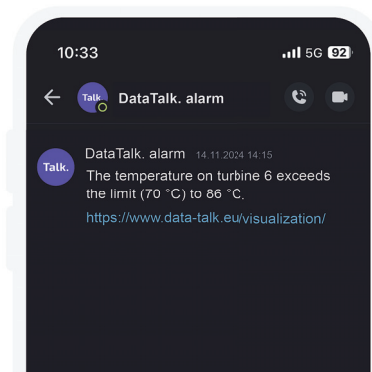 10:33 5G 92
Talk. DataTalk. alarm
Talk. DataTalk. alarm 14.11.2024 14:15
The temperature on turbine 6 exceeds
the limit (70 °C) to 86 °C.
https://www.data-talk.eu/visualization/